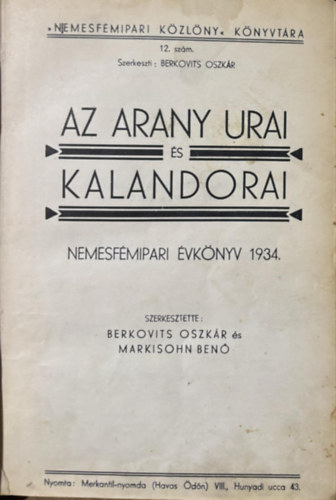 »NEMESFÉMIPARI KÖZLÖNY« KÖNYVTÁRA
12. szám.
Szerkeszti: BERKOVITS OSZKÁR
AZ ARANY URAI
ÉS
KALANDORAI
NEMESFÉMIPARI ÉVKÖNYV 1934.
SZERKESZTETTE:
BERKOVITS OSZKÁR és
MARKISOHN BENŐ
Nyomta: Merkantil-nyomda (Havas Ödön) VIII., Hunyadi ucca 43.